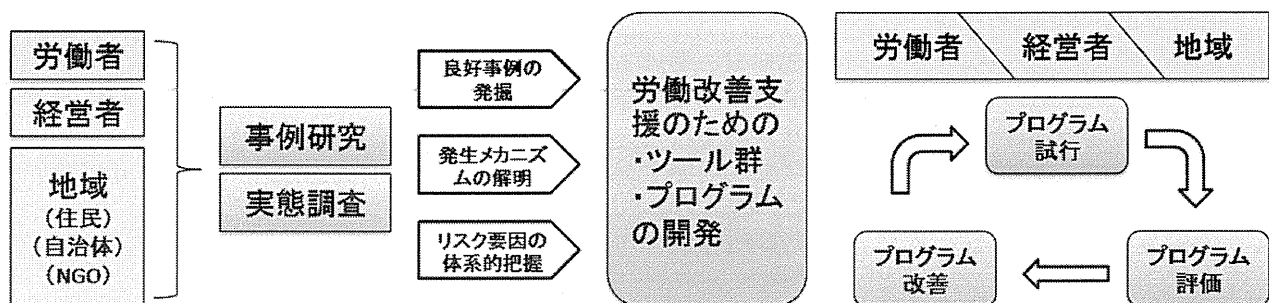 労働者
経営者
地域
(住民)
(自治体)
(NGO)
事例研究
実態調査
良好事例の
発掘
発生メカニズ
ムの解明
リスク要因の
体系的把握
労働改善支
援のための
・ツール群
・プログラム
の開発
労働者
経営者
地域
プログラム
試行
プログラム
評価
プログラム
改善